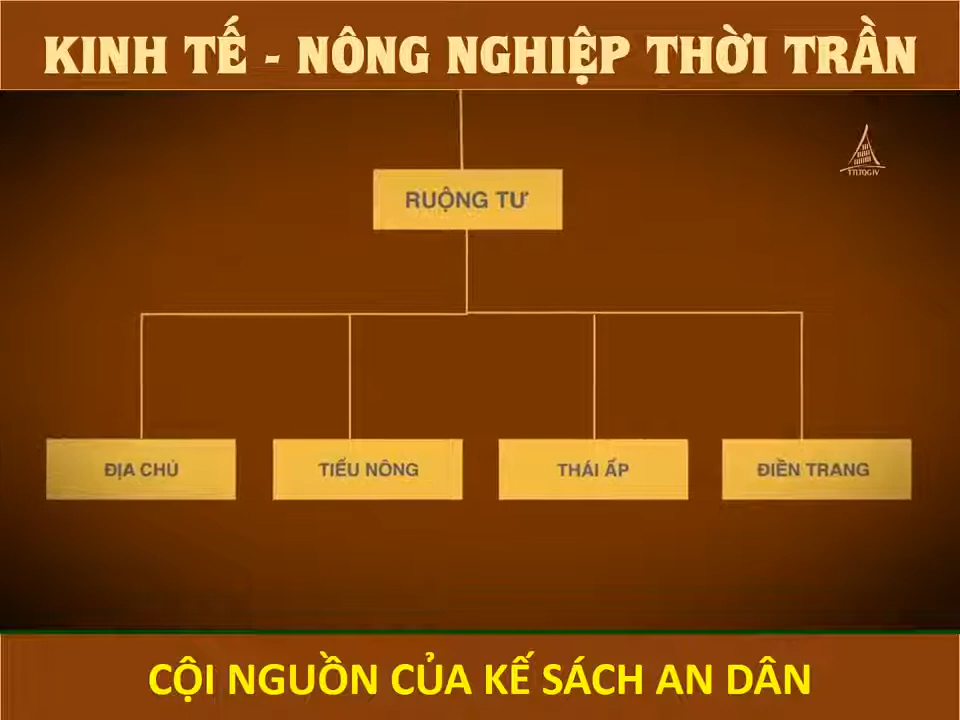 KINH TẾ - NÔNG NGHIỆP THỜI TRẦN
TTLTQGIV
RUỘNG TƯ
ĐỊA CHỦ
TIỂU NÔNG
THÁI ẤP
ĐIỀN TRANG
CỘI NGUỒN CỦA KẾ SÁCH AN DÂN